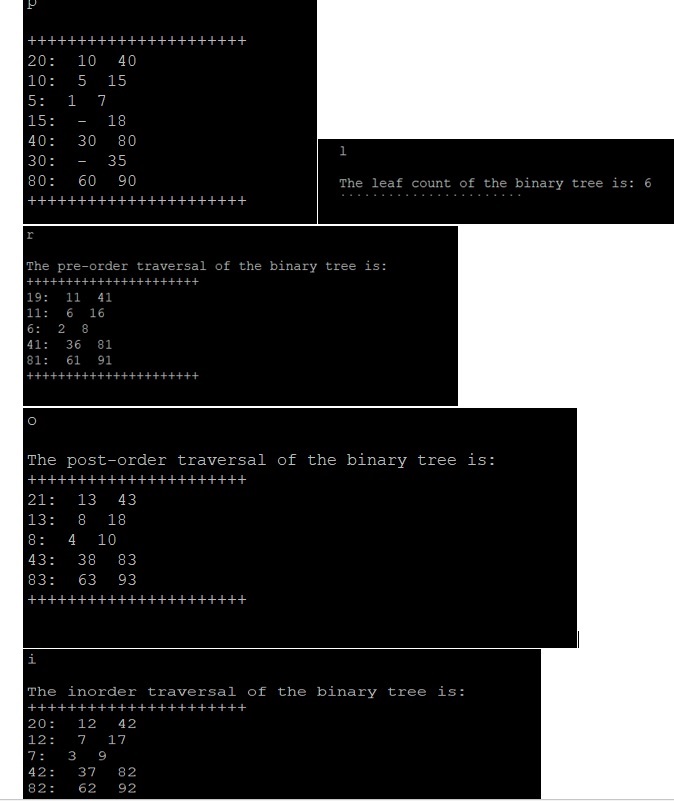 p
++++++++++++++++++++++
20: 10 40
10: 5 15
5: 1 7
15: - 18
40: 30 80
30: - 35
80: 60 90
++++++++++++++++++++++
l
The leaf count of the binary tree is: 6
r
The pre-order traversal of the binary tree is:
++++++++++++++++++++++
19: 11 41
11: 6 16
6: 2 8
41: 36 81
81: 61 91
++++++++++++++++++++++
o
The post-order traversal of the binary tree is:
++++++++++++++++++++++
21: 13 43
13: 8 18
8: 4 10
43: 38 83
83: 63 93
++++++++++++++++++++++
i
The inorder traversal of the binary tree is:
++++++++++++++++++++++
20: 12 42
12: 7 17
7: 3 9
42: 37 82
82: 62 92